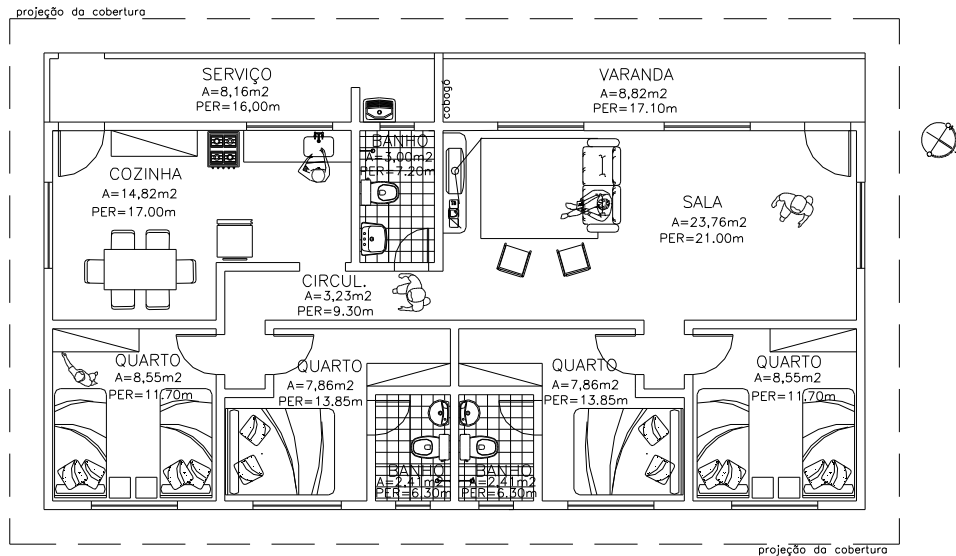 projeção da cobertura
SERVIÇO
A=8,16m2
PER=16,00m
cobogó
VARANDA
A=8,82m2
PER=17.10m
COZINHA
A=14,82m2
PER=17.00m
BANHO
A=3,00m2
PER=7.20m
SALA
A=23,76m2
PER=21.00m
CIRCUL.
A=3,23m2
PER=9.30m
QUARTO
A=8,55m2
PER=11.70m
QUARTO
A=7,86m2
PER=13.85m
QUARTO
A=7,86m2
PER=13.85m
QUARTO
A=8,55m2
PER=11.70m
BANHO
A=2,41m2
PER=6.30m
BANHO
A=2,41m2
PER=6.30m
projeção da cobertura